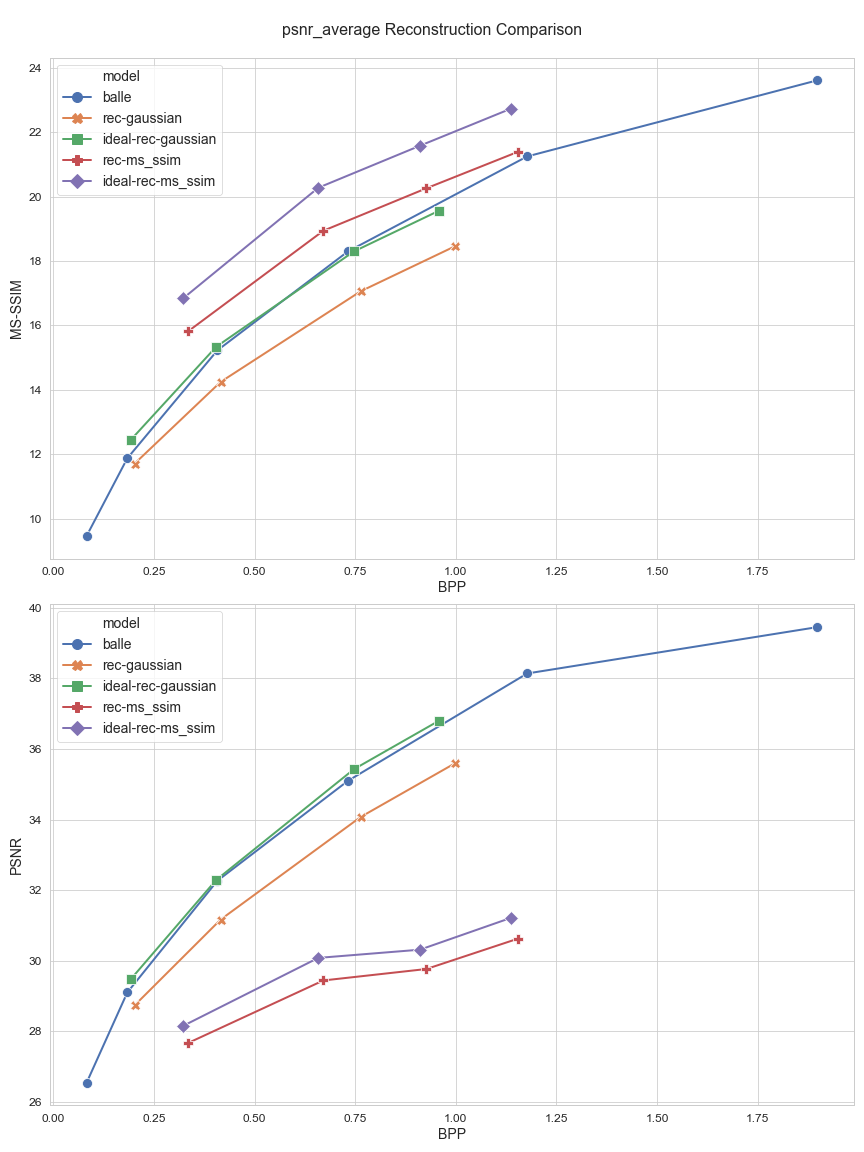 psnr_average Reconstruction Comparison
model
balle
rec-gaussian
ideal-rec-gaussian
rec-ms_ssim
ideal-rec-ms_ssim
24
22
20
18
16
14
12
10
MS-SSIM
0.00 0.25 0.50 0.75 1.00 1.25 1.50 1.75
BPP
model
balle
rec-gaussian
ideal-rec-gaussian
rec-ms_ssim
ideal-rec-ms_ssim
40
38
36
34
32
30
28
26
PSNR
0.00 0.25 0.50 0.75 1.00 1.25 1.50 1.75
BPP